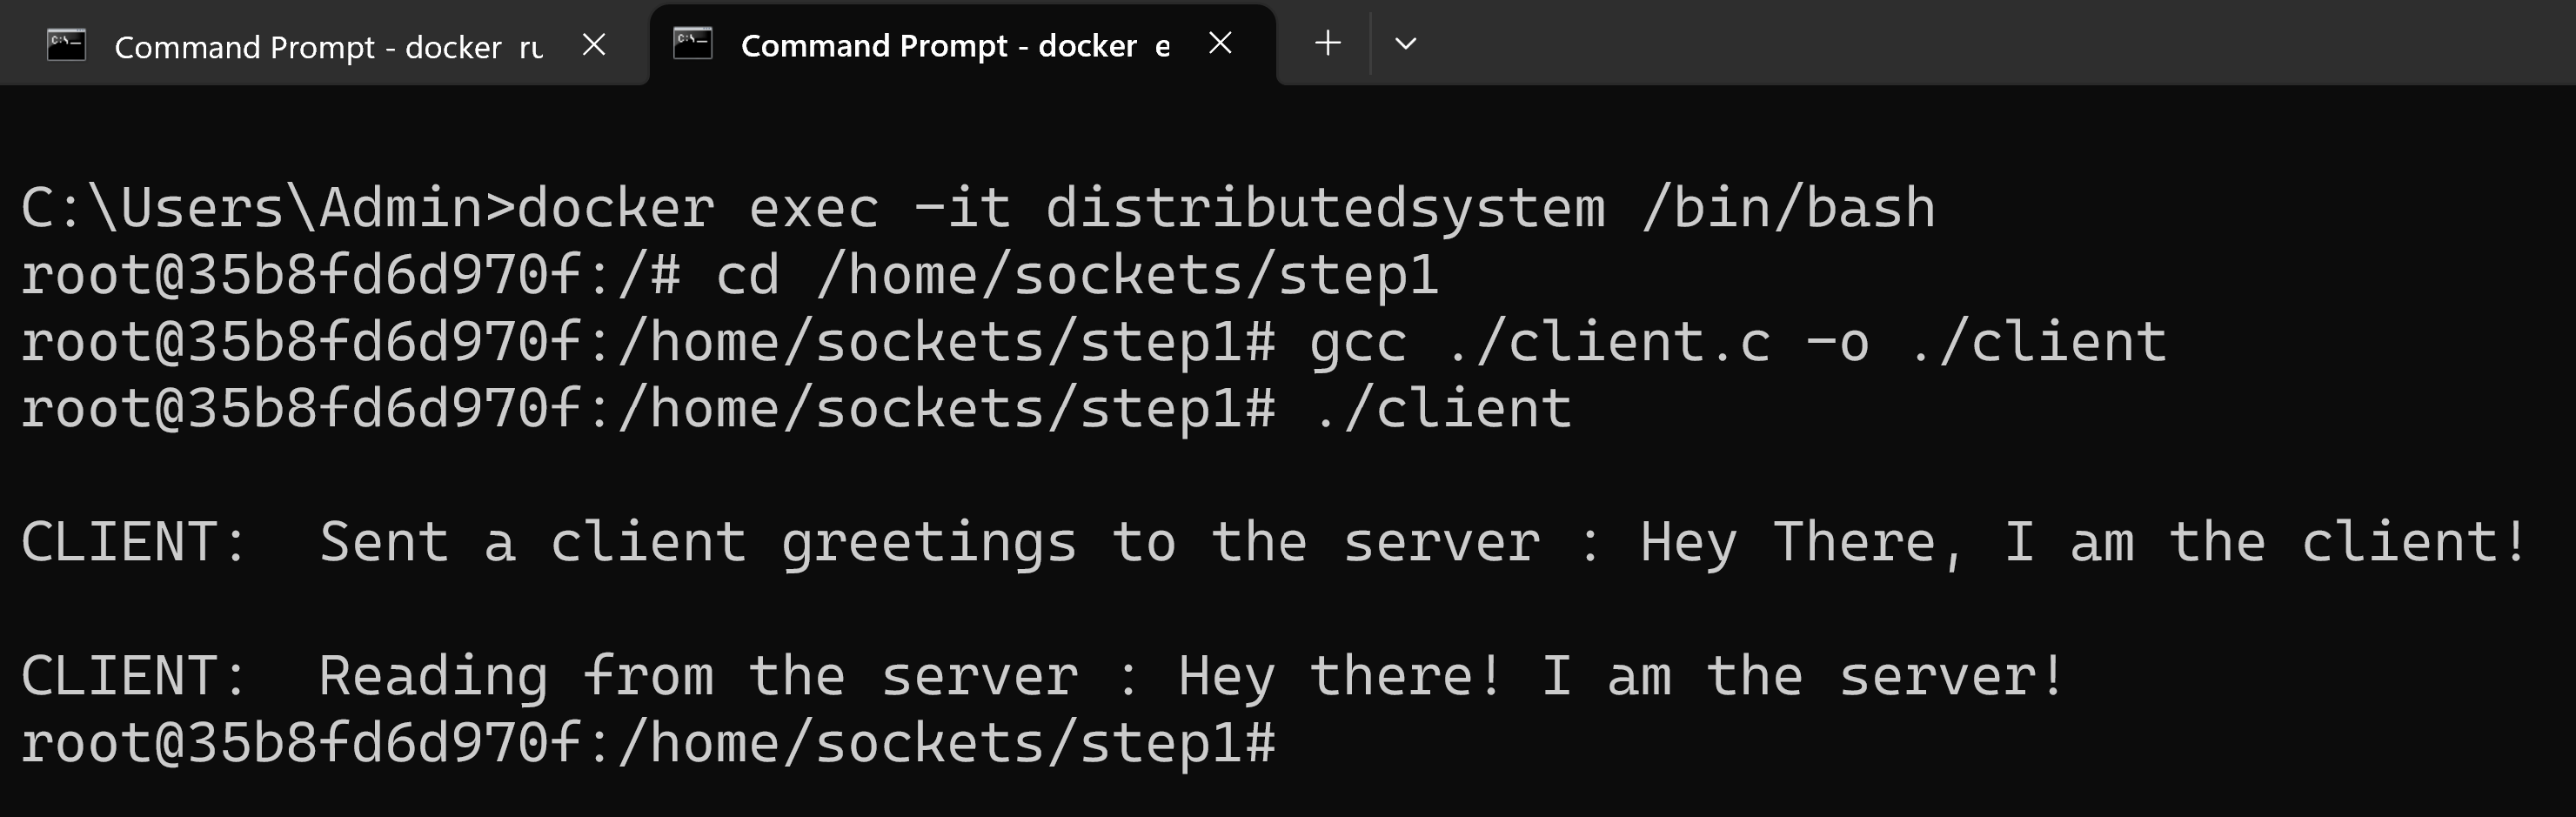 Command Prompt - docker ru
Command Prompt - docker e
C:\Users\Admin>docker exec -it distributedsystem /bin/bash
root@35b8fd6d970f:/# cd /home/sockets/step1
root@35b8fd6d970f:/home/sockets/step1# gcc ./client.c -o ./client
root@35b8fd6d970f:/home/sockets/step1# ./client
CLIENT:  Sent a client greetings to the server : Hey There, I am the client!
CLIENT:  Reading from the server : Hey there! I am the server!
root@35b8fd6d970f:/home/sockets/step1#